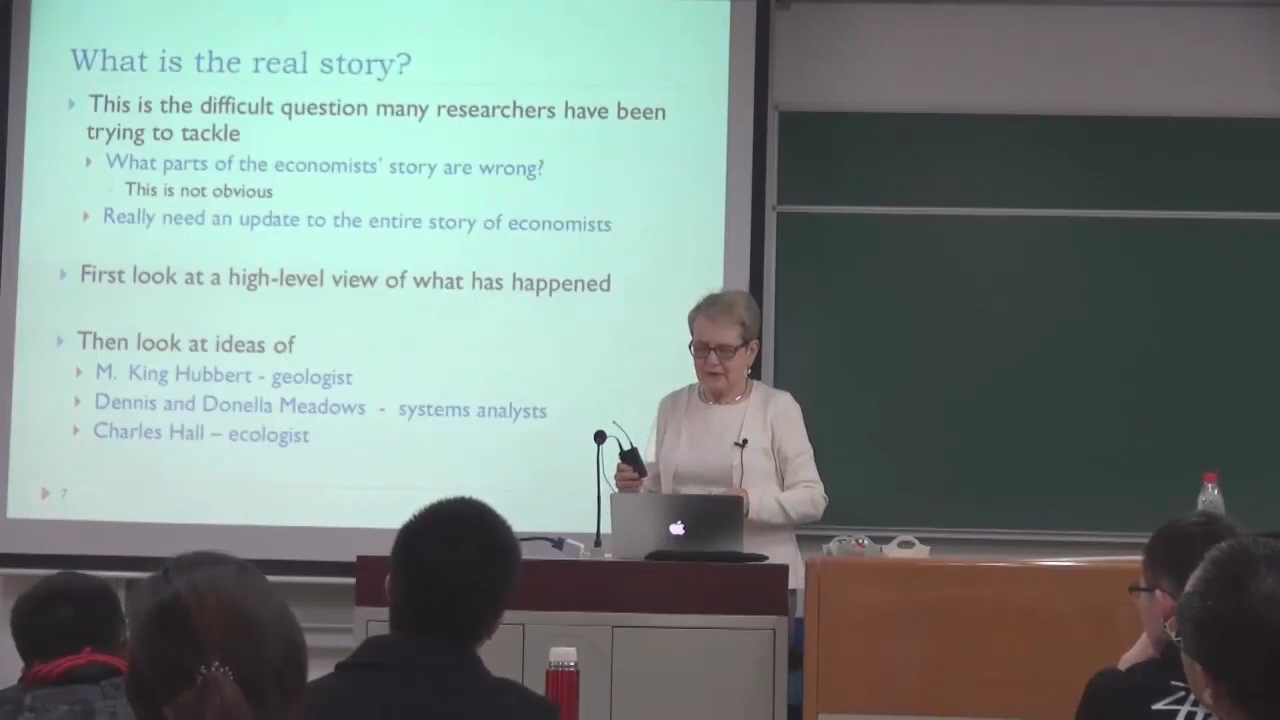 What is the real story?
This is the difficult question many researchers have been
trying to tackle
What parts of the economists' story are wrong?
This is not obvious
Really need an update to the entire story of economists
First look at a high-level view of what has happened
Then look at ideas of
M. King Hubbert - geologist
Dennis and Donella Meadows - systems analysts
Charles Hall – ecologist
7